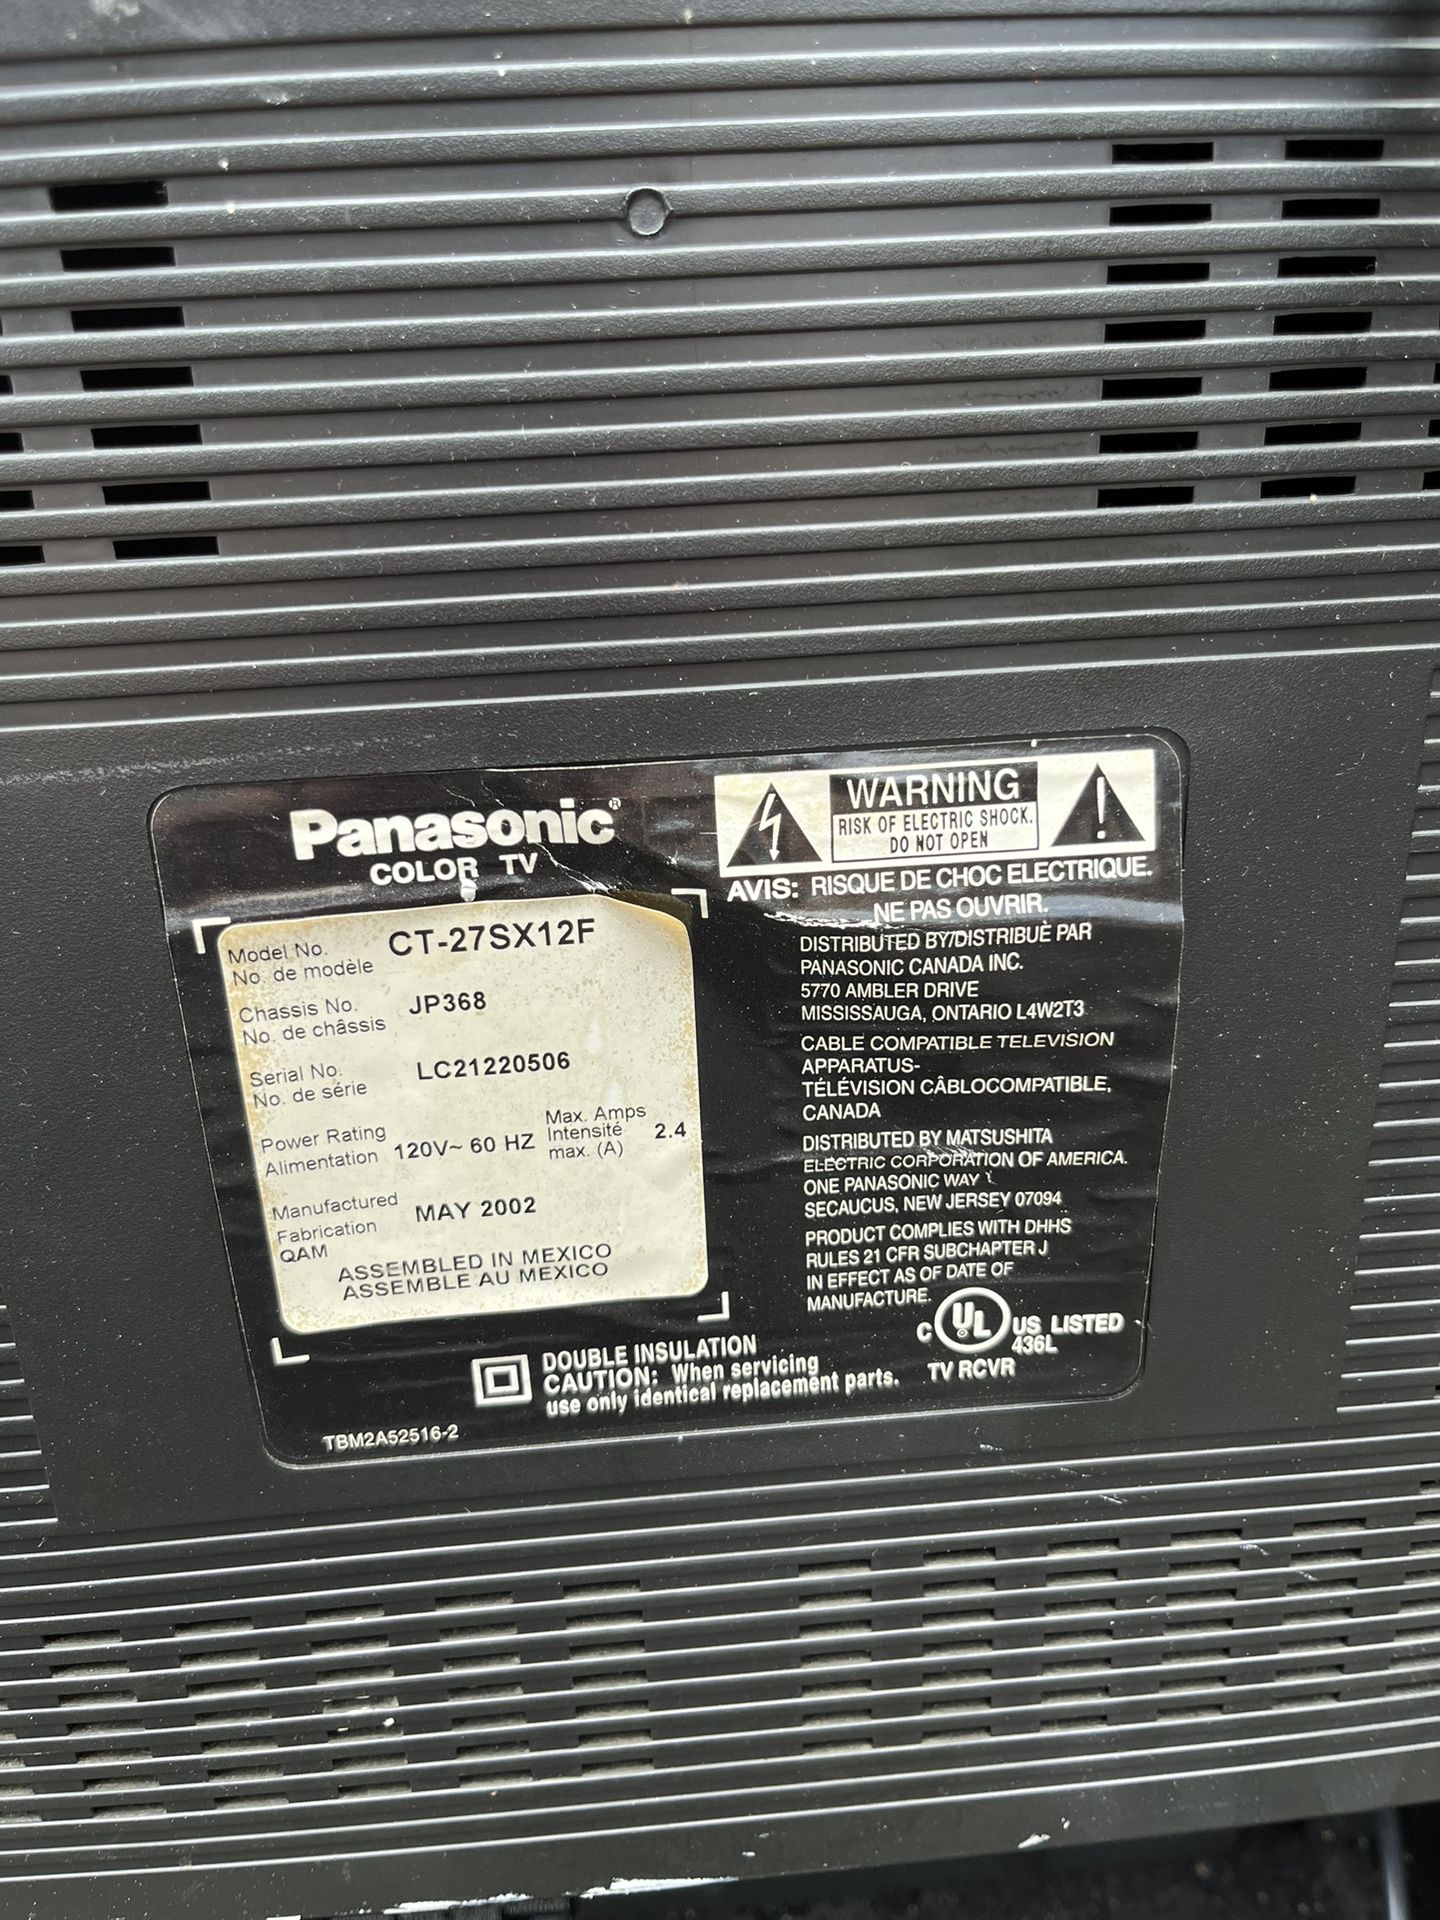 Panasonic®
COLOR TV
Model No.
No. de modèle
CT-27SX12F
Chassis No.
No. de châssis
JP368
Serial No.
No. de série
LC21220506
Power Rating
Alimentation
120V~ 60 HZ
Max. Amps
Intensité
max. (A)
2.4
Manufactured
Fabrication
MAY 2002
QAM
ASSEMBLED IN MEXICO
ASSEMBLE AU MEXICO
WARNING
RISK OF ELECTRIC SHOCK.
DO NOT OPEN
AVIS: RISQUE DE CHOC ELECTRIQUE.
NE PAS OUVRIR.
DISTRIBUTED BY/DISTRIBUÈ PAR
PANASONIC CANADA INC.
5770 AMBLER DRIVE
MISSISSAUGA, ONTARIO L4W2T3
CABLE COMPATIBLE TELEVISION
APPARATUS-
TÉLÉVISION CÂBLOCOMPATIBLE,
CANADA
DISTRIBUTED BY MATSUSHITA
ELECTRIC CORPORATION OF AMERICA.
ONE PANASONIC WAY
SECAUCUS, NEW JERSEY 07094
PRODUCT COMPLIES WITH DHHS
RULES 21 CFR SUBCHAPTER J
IN EFFECT AS OF DATE OF
MANUFACTURE.
C UL US LISTED
436L
TV RCVR
DOUBLE INSULATION
CAUTION: When servicing
use only identical replacement parts.
TBM2A52516-2